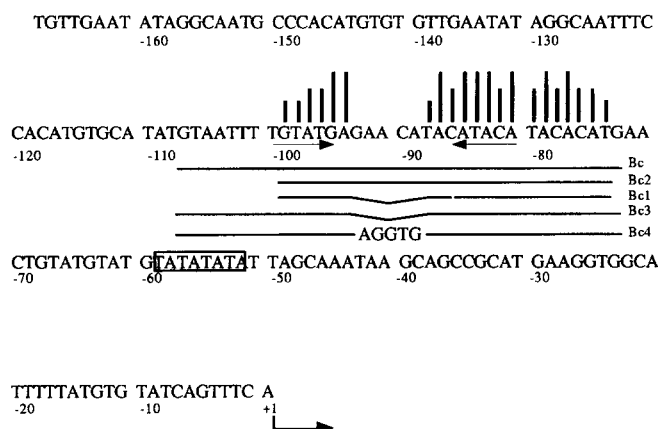 TGTTGAAT ATAGGCAATG CCCACATGTGT GTTGAATAT AGGCAATTTC
-160 -150 -140 -130
CACATGTGCA TATGTAATTT TGTATGAGAA CATACATACA TACACATGAA
-120 -110 -100 -90 -80
Bc
Bc2
Bc1
Bc3
AGGTG Bc4
CTGTATGTAT GTATATATAT TAGCAAATAA GCAGCCGCAT GAAGGTGGCA
-70 -60 -50 -40 -30
TTTTTATGTG TATCAGTTTC A
-20 -10 +1